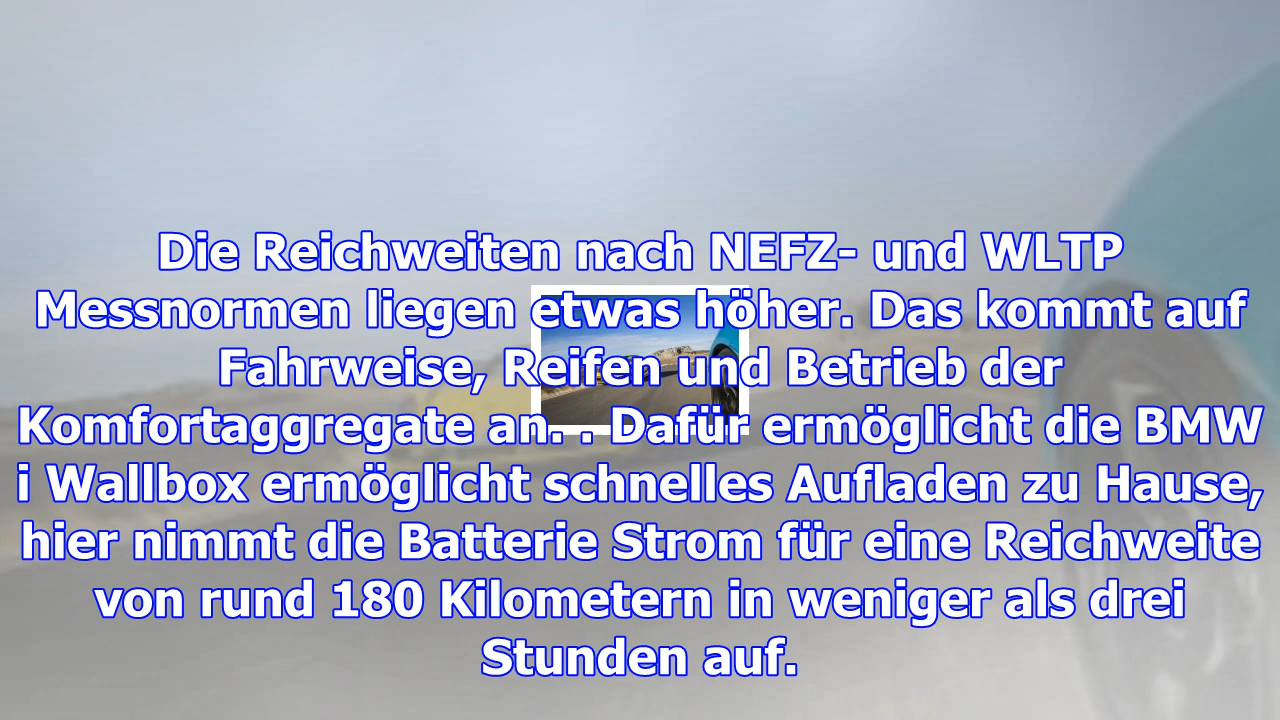 Die Reichweiten nach NEFZ- und WLTP
Messnormen liegen etwas höher. Das kommt auf
Fahrweise, Reifen und Betrieb der
Komfortaggregate an. . Dafür ermöglicht die BMW
i Wallbox ermöglicht schnelles Aufladen zu Hause,
hier nimmt die Batterie Strom für eine Reichweite
von rund 180 Kilometern in weniger als drei
Stunden auf.